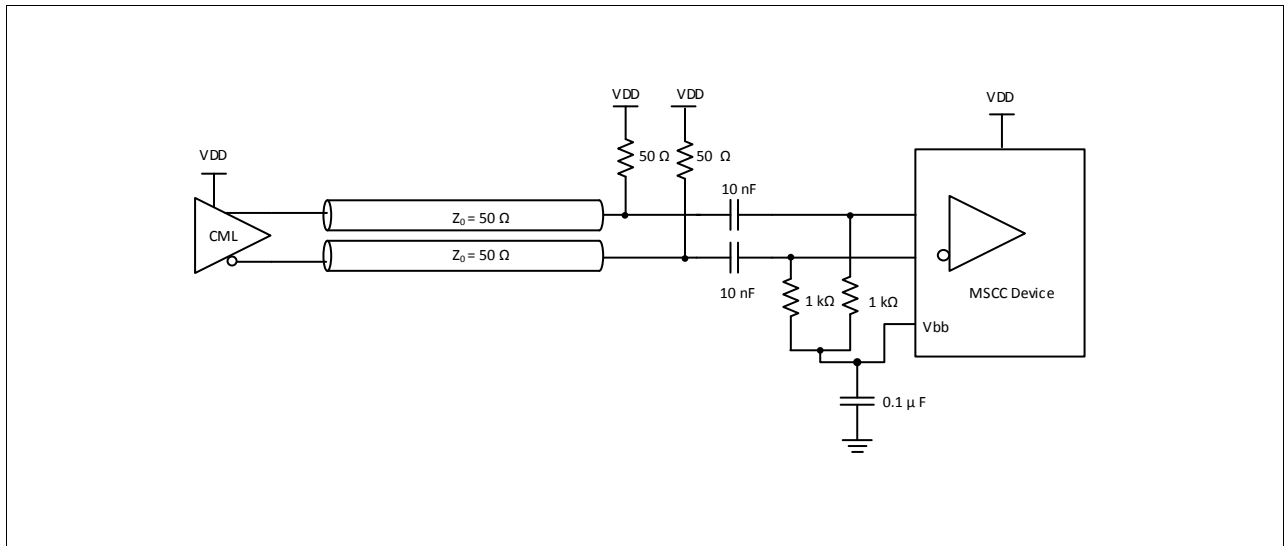 VDD
VDD
VDD
VDD
50 Ω
50 Ω
10 nF
CML
Z0 = 50 Ω
Z0 = 50 Ω
10 nF
1 kΩ
1 kΩ
MSCC Device
Vbb
0.1 µ F